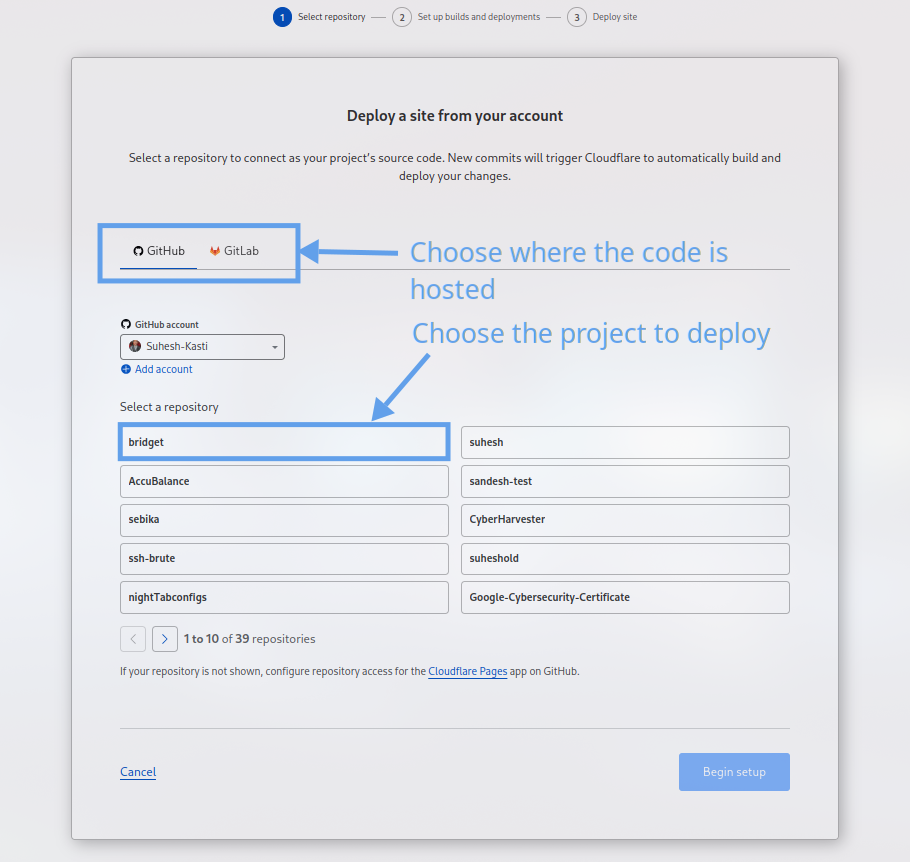 1 Select repository 2 Set up builds and deployments 3 Deploy site
Deploy a site from your account
Select a repository to connect as your project's source code. New commits will trigger Cloudflare to automatically build and
deploy your changes.
GitHub GitLab
Choose where the code is
hosted
Choose the project to deploy
GitHub account
Suhesh-Kasti
Add account
Select a repository
bridget suhesh
AccuBalance sandesh-test
sebika CyberHarvester
ssh-brute suheshold
nightTabconfigs Google-Cybersecurity-Certificate
1 to 10 of 39 repositories
If your repository is not shown, configure repository access for the Cloudflare Pages app on GitHub.
Cancel Begin setup